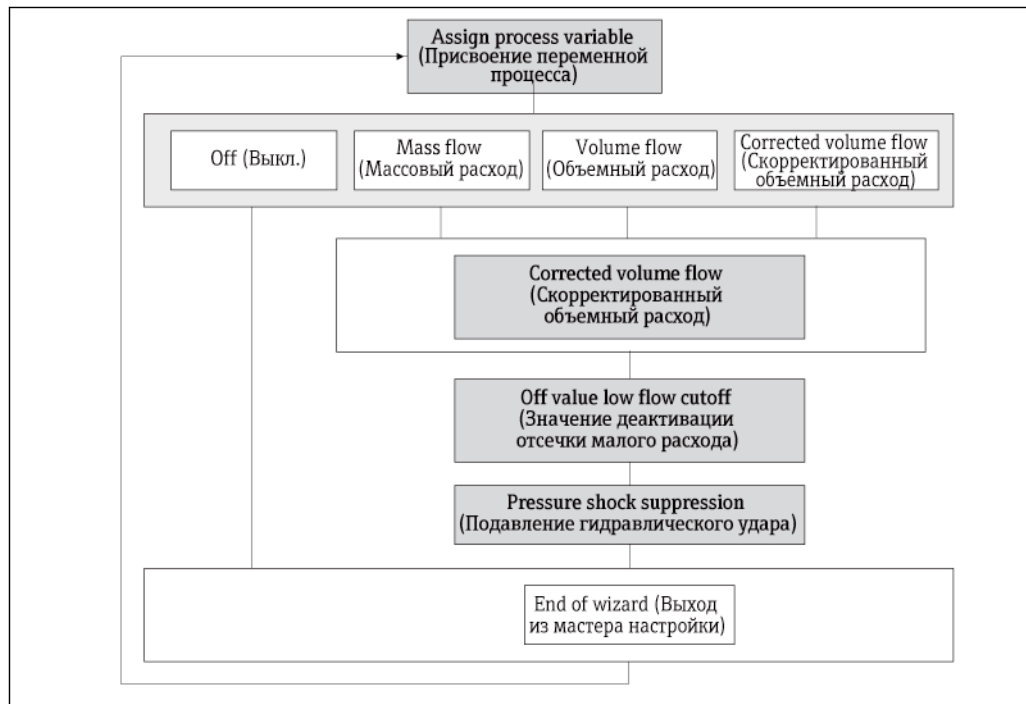 Assign process variable
(Присвоение переменной
процесса)
Off (Выкл.)
Mass flow
(Массовый расход)
Volume flow
(Объемный расход)
Corrected volume flow
(Скорректированный
объемный расход)
Corrected volume flow
(Скорректированный
объемный расход)
Off value low flow cutoff
(Значение деактивации
отсечки малого расхода)
Pressure shock suppression
(Подавление гидравлического удара)
End of wizard (Выход
из мастера настройки)